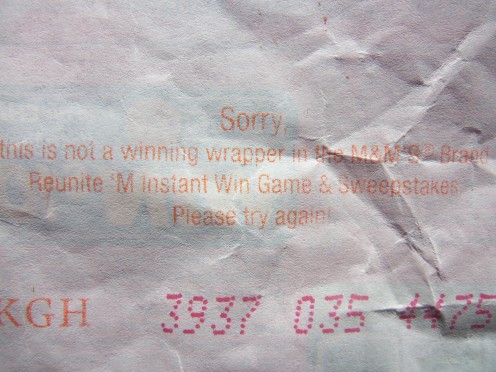 Sorry,
this is not a winning wrapper in the M&M'S® Brand
Reunite 'M Instant Win Game & Sweepstakes.
Please try again!
KGH 3937 035 4475